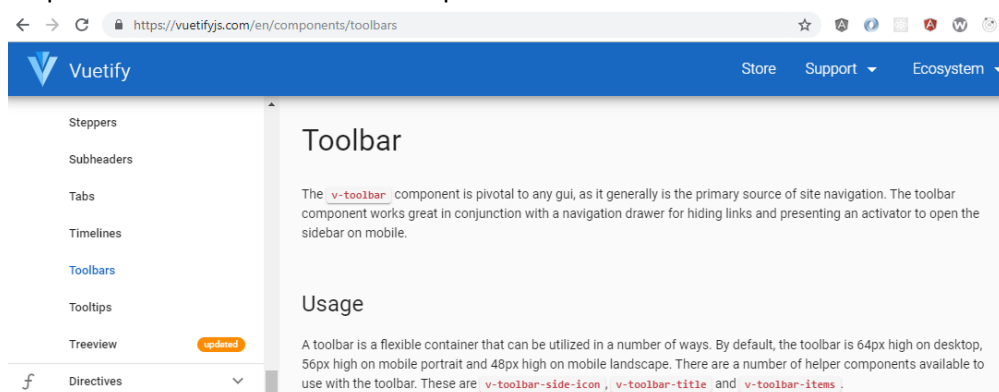 https://vuetifyjs.com/en/components/toolbars
Vuetify
Store
Support
Ecosystem
Steppers
Subheaders
Tabs
Timelines
Toolbars
Tooltips
Treeview updated
Directives
Toolbar
The v-toolbar component is pivotal to any gui, as it generally is the primary source of site navigation. The toolbar
component works great in conjunction with a navigation drawer for hiding links and presenting an activator to open the
sidebar on mobile.
Usage
A toolbar is a flexible container that can be utilized in a number of ways. By default, the toolbar is 64px high on desktop,
56px high on mobile portrait and 48px high on mobile landscape. There are a number of helper components available to
use with the toolbar. These are v-toolbar-side-icon , v-toolbar-title and v-toolbar-items .